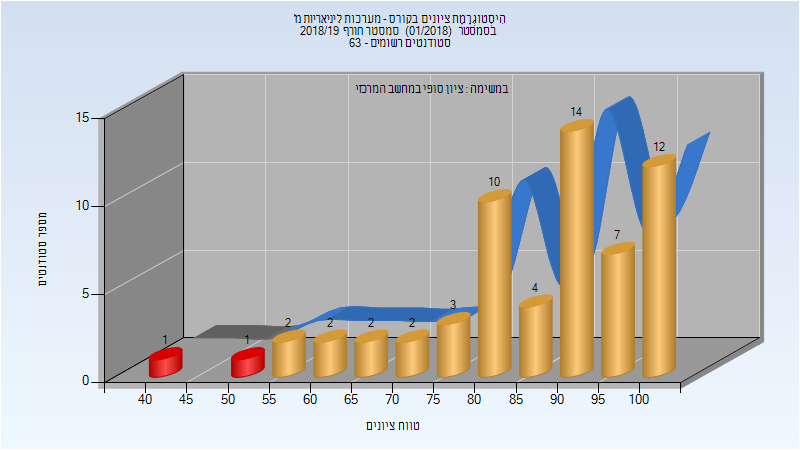 היסטוגרמת ציונים בקורס - מערכות ליניאריות מ'
בסמסטר (01/2018) סמסטר חורף 2018/19
סטודנטים רשומים - 63
במשימה : ציון סופי במחשב המרכזי
מספר סטודנטים
15
10
5
0
1
1
2
2
2
2
3
10
4
14
7
12
40 45 50 55 60 65 70 75 80 85 90 95 100
טווח ציונים